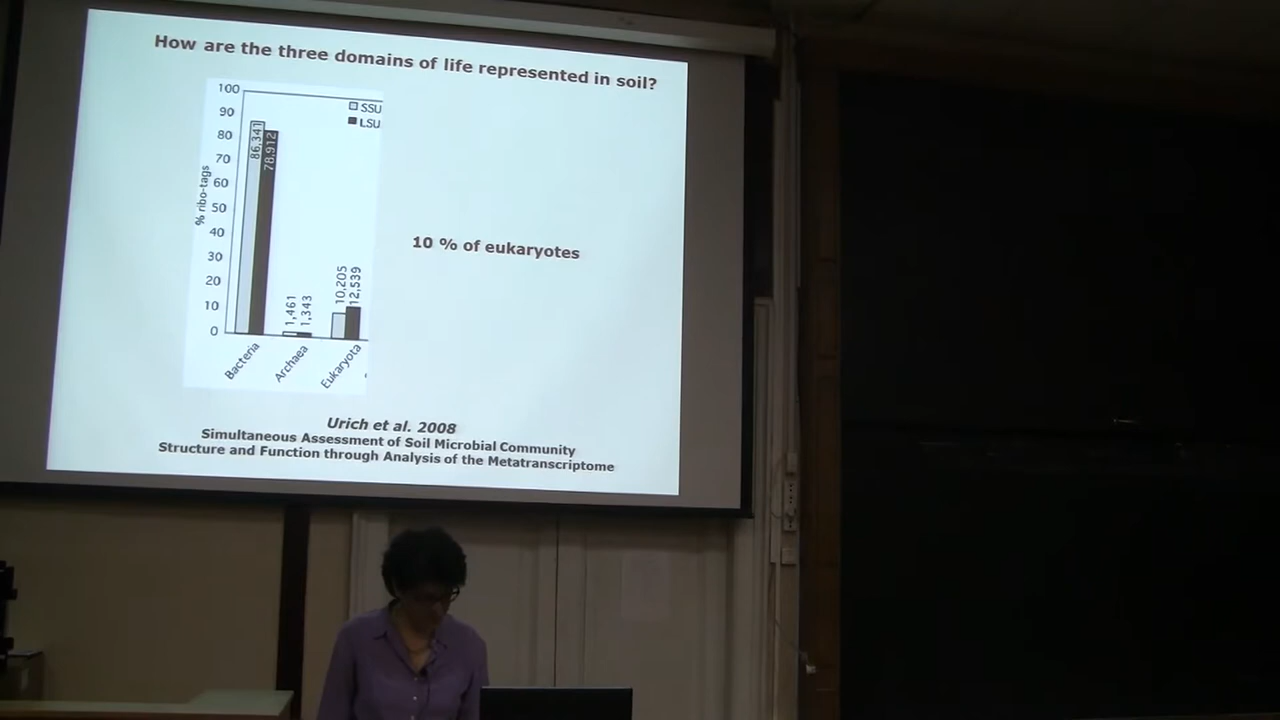 How are the three domains of life represented in soil?
100
90
80
70
60
50
40
30
20
10
0
% ribo-tags
SSU
LSU
86,341
78,912
1,461
1,343
10,205
12,539
Bacteria
Archaea
Eukaryota
10 % of eukaryotes
Urich et al. 2008
Simultaneous Assessment of Soil Microbial Community
Structure and Function through Analysis of the Metatranscriptome